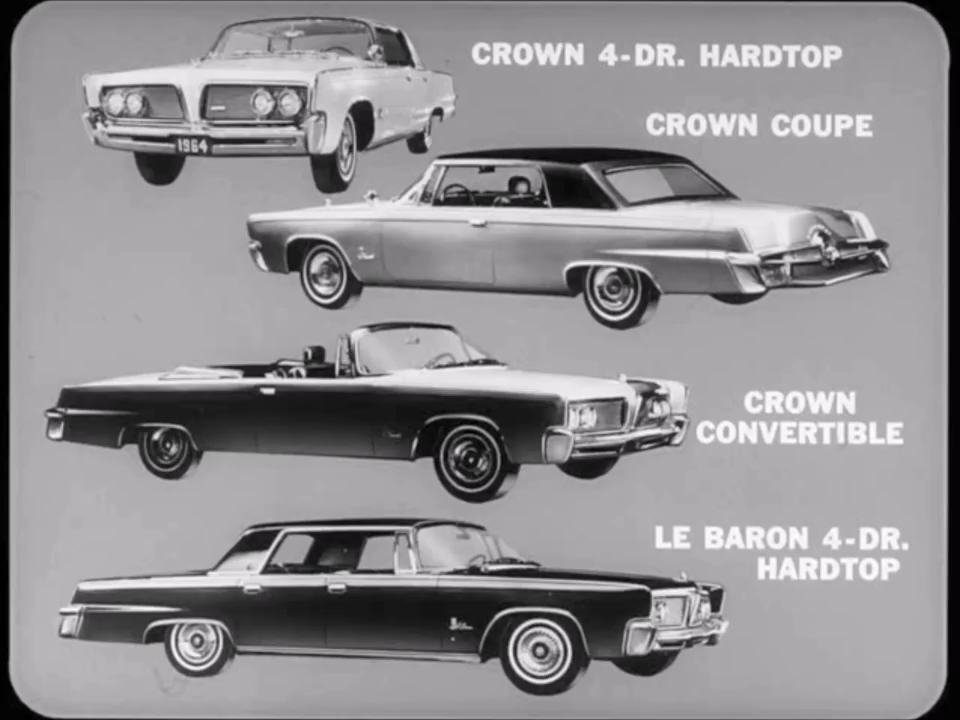 CROWN 4-DR. HARDTOP
CROWN COUPE
1964
CROWN
CONVERTIBLE
LE BARON 4-DR.
HARDTOP